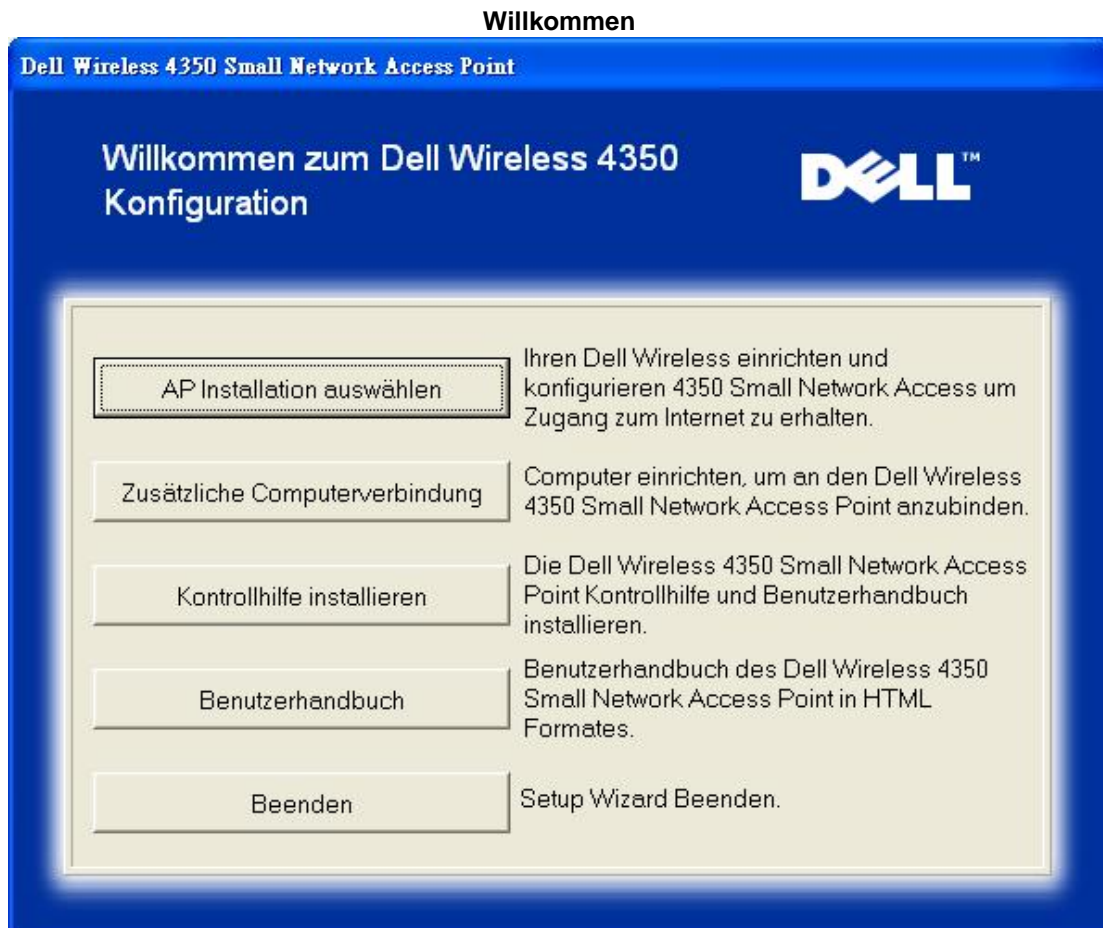 Willkommen
Dell Wireless 4350 Small Network Access Point
Willkommen zum Dell Wireless 4350
Konfiguration
DELL™
AP Installation auswählen
Ihren Dell Wireless einrichten und
konfigurieren 4350 Small Network Access um
Zugang zum Internet zu erhalten.
Zusätzliche Computerverbindung
Computer einrichten, um an den Dell Wireless
4350 Small Network Access Point anzubinden.
Kontrollhilfe installieren
Die Dell Wireless 4350 Small Network Access
Point Kontrollhilfe und Benutzerhandbuch
installieren.
Benutzerhandbuch
Benutzerhandbuch des Dell Wireless 4350
Small Network Access Point in HTML
Formates.
Beenden
Setup Wizard Beenden.